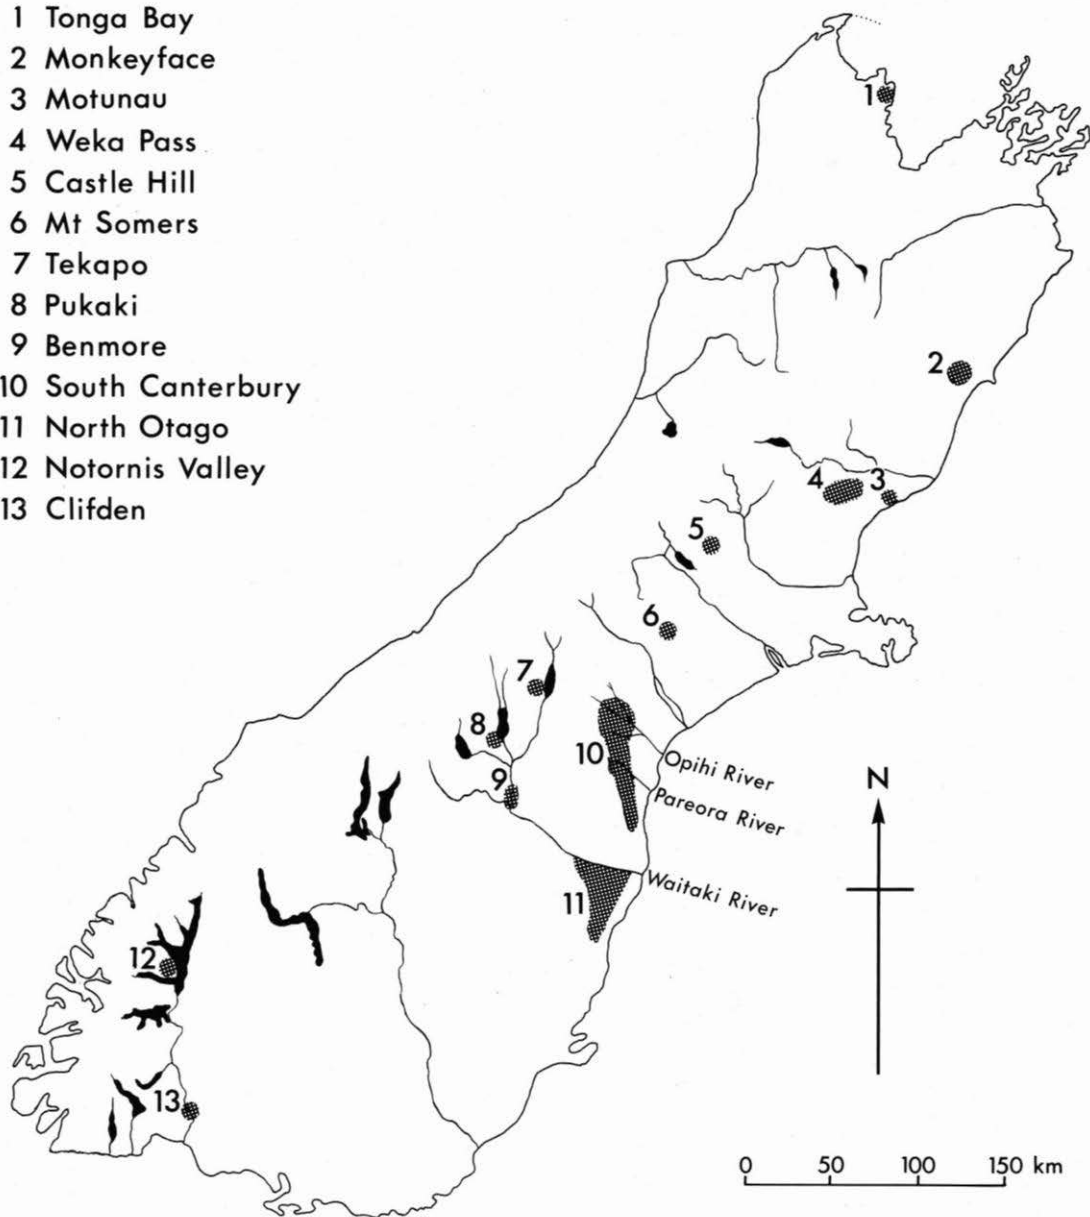 1 Tonga Bay
2 Monkeyface
3 Motunau
4 Weka Pass
5 Castle Hill
6 Mt Somers
7 Tekapo
8 Pukaki
9 Benmore
10 South Canterbury
11 North Otago
12 Notornis Valley
13 Clifden
1
2
4 3
5
6
7
8
10
Opihi River
9
Pareora River
N
Waitaki River
11
12
13
0 50 100 150 km